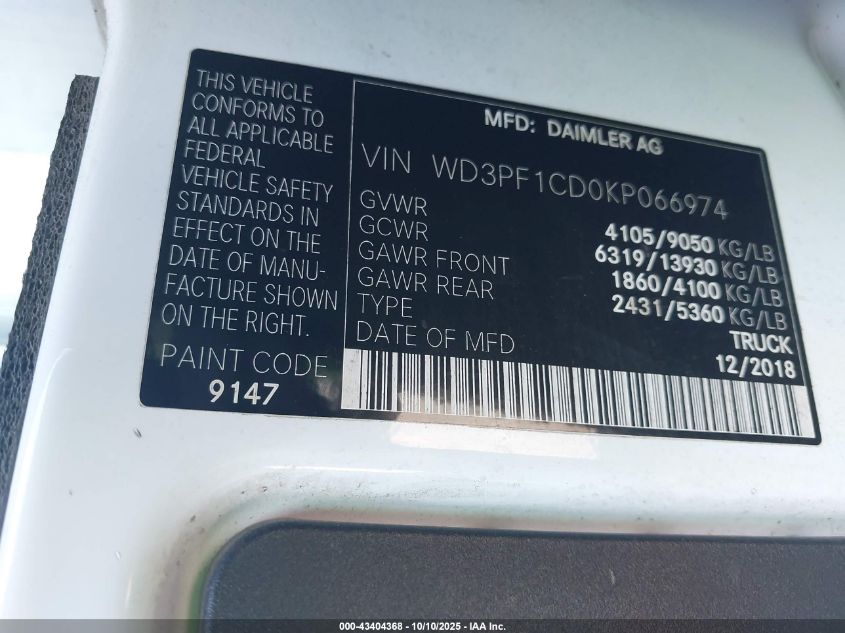 THIS VEHICLE
CONFORMS TO
ALL APPLICABLE
FEDERAL
VEHICLE SAFETY
STANDARDS IN
EFFECT ON THE
DATE OF MANU-
FACTURE SHOWN
ON THE RIGHT.
PAINT CODE
9147
MFD: DAIMLER AG
VIN WD3PF1CD0KP066974
GVWR 4105/9050 KG/LB
GCWR 6319/13930 KG/LB
GAWR FRONT 1860/4100 KG/LB
GAWR REAR 2431/5360 KG/LB
TYPE TRUCK
DATE OF MFD 12/2018
000-43404368 - 10/10/2025 - IAA Inc.